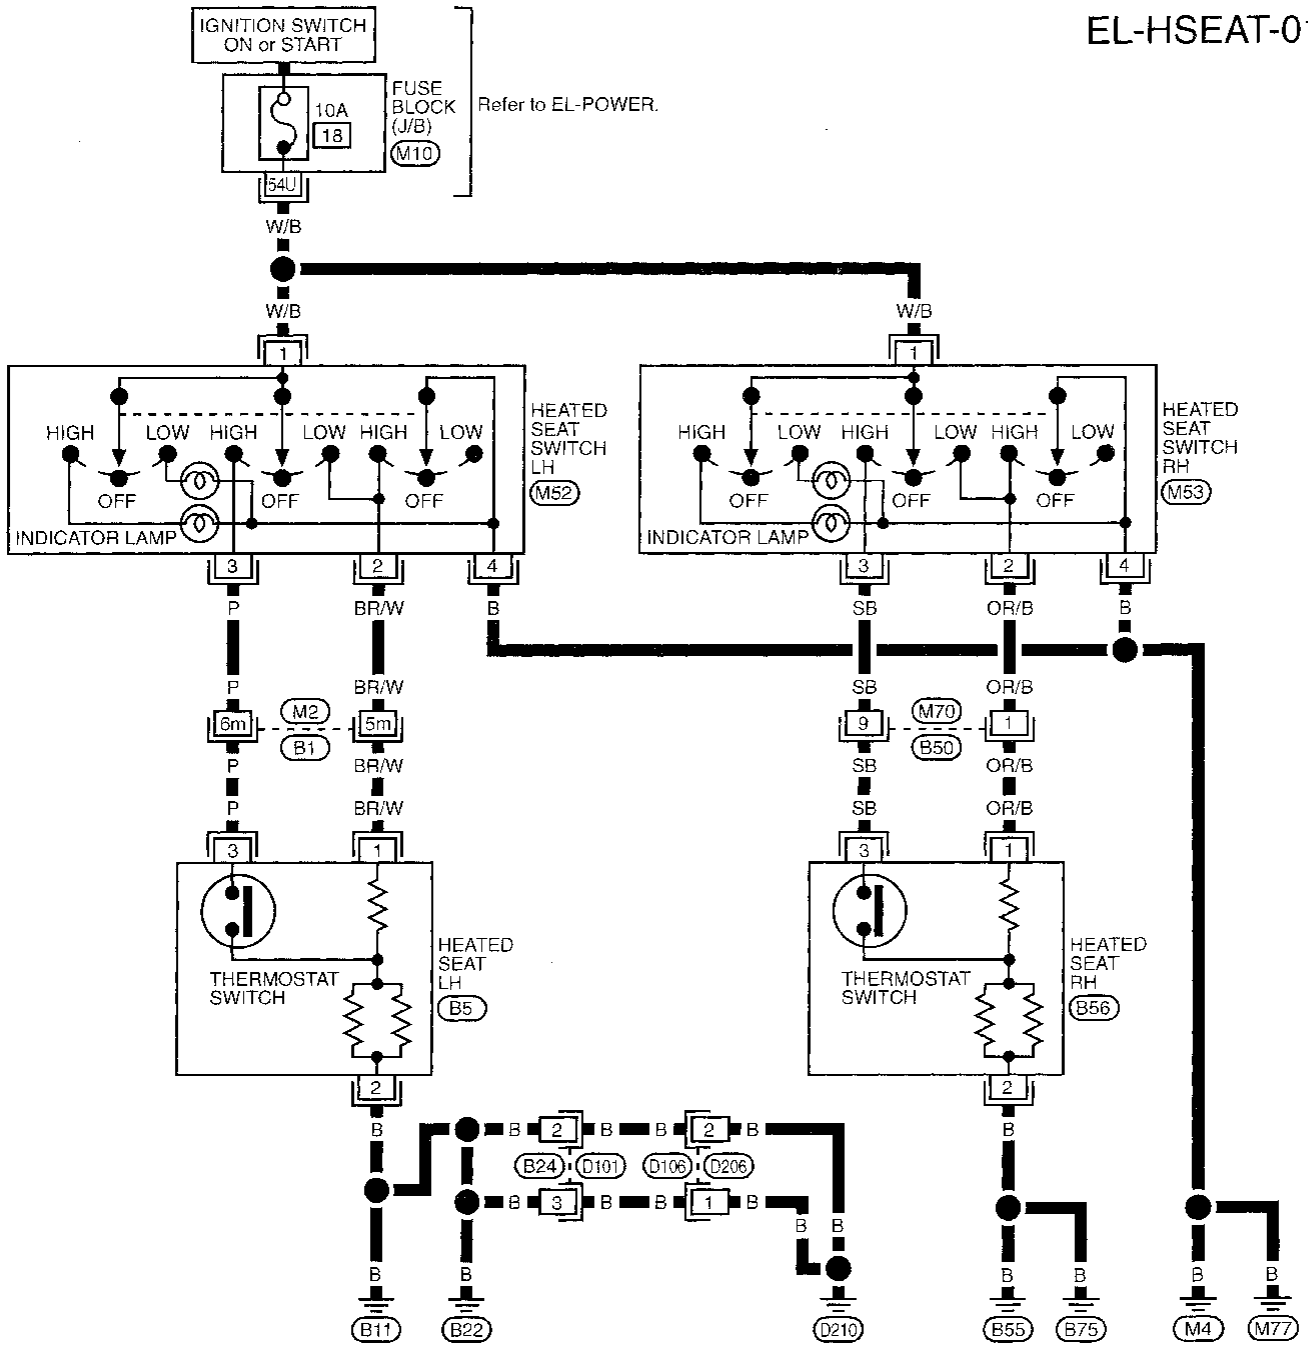 EL-HSEAT-01
IGNITION SWITCH
ON or START
FUSE
BLOCK
(J/B)
M10
10A
18
Refer to EL-POWER.
54U
W/B
W/B
W/B
1
1
HIGH LOW HIGH LOW HIGH LOW
OFF OFF OFF
INDICATOR LAMP
HEATED
SEAT
SWITCH
LH
M52
HIGH LOW HIGH LOW HIGH LOW
OFF OFF OFF
INDICATOR LAMP
HEATED
SEAT
SWITCH
RH
M53
3 2 4 3 2 4
P BR/W B SB OR/B B
P BR/W SB OR/B
6m M2 5m 9 M70 1
B1 B50
P BR/W SB OR/B
P BR/W SB OR/B
3 1 3 1
THERMOSTAT
SWITCH
HEATED
SEAT
LH
B5
THERMOSTAT
SWITCH
HEATED
SEAT
RH
B56
2 2
B B 2 B B 2 B B
B24 D101 D106 D206
B 3 B B 1 B
B B
B B B B B B
B11 B22 D210 B55 B75 M4 M77